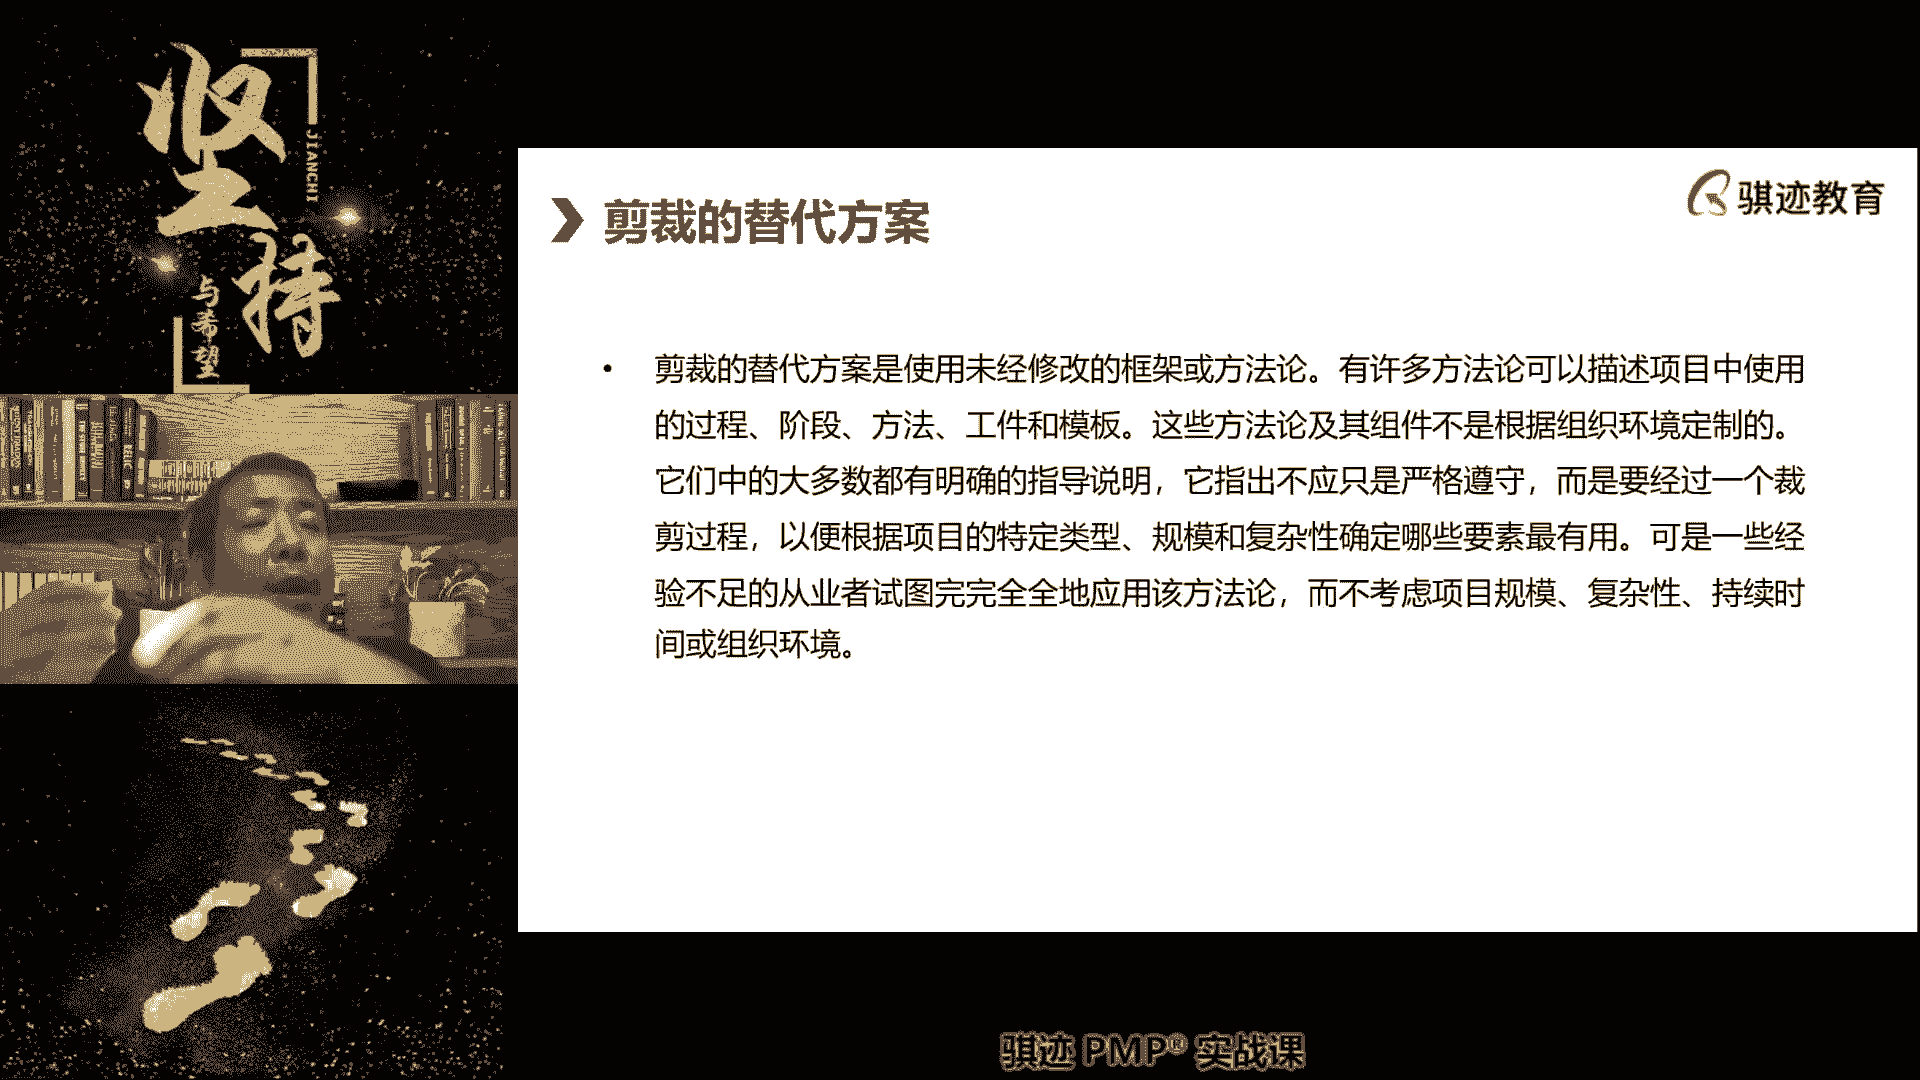 坚持
JIANCHI
与希望
骐迹教育
剪裁的替代方案
• 剪裁的替代方案是使用未经修改的框架或方法论。有许多方法论可以描述项目中使用
的过程、阶段、方法、工件和模板。这些方法论及其组件不是根据组织环境定制的。
它们中的大多数都有明确的指导说明，它指出不应只是严格遵守，而是要经过一个裁
剪过程，以便根据项目的特定类型、规模和复杂性确定哪些要素最有用。可是一些经
验不足的从业者试图完完全全地应用该方法论，而不考虑项目规模、复杂性、持续时
间或组织环境。
骐迹 PMP® 实战课